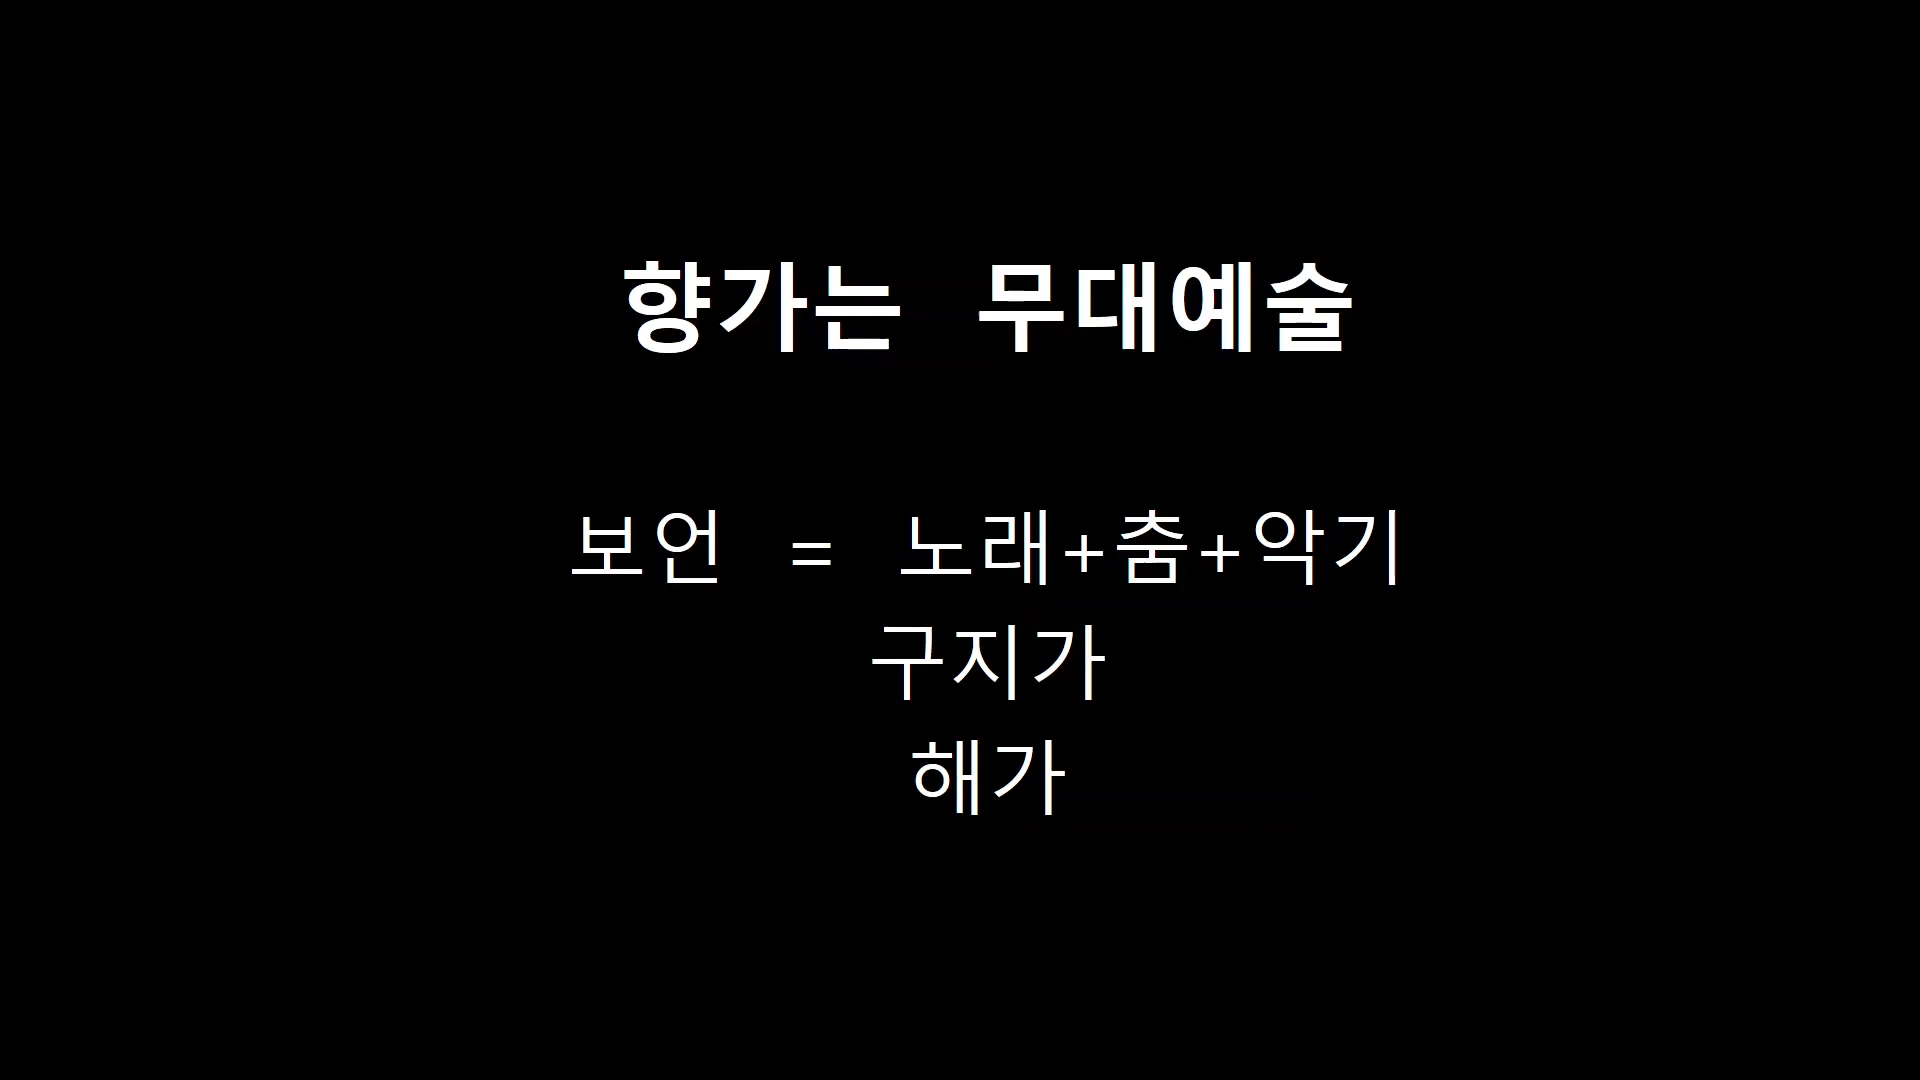 향가는 무대예술
보언 = 노래+춤+악기
구지가
해가